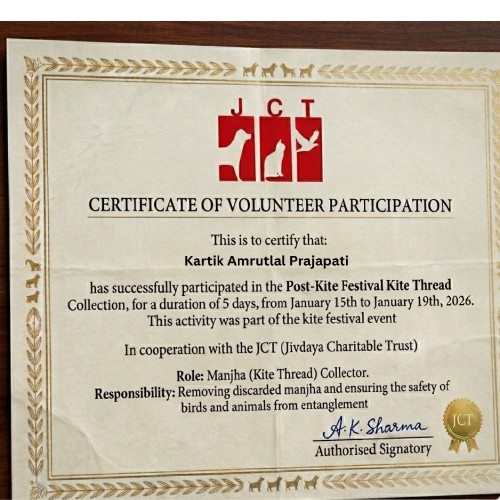 JCT
CERTIFICATE OF VOLUNTEER PARTICIPATION
This is to certify that:
Kartik Amrutlal Prajapati
has successfully participated in the Post-Kite Festival Kite Thread
Collection, for a duration of 5 days, from January 15th to January 19th, 2026.
This activity was part of the kite festival event
In cooperation with the JCT (Jivdaya Charitable Trust)
Role: Manjha (Kite Thread) Collector.
Responsibility: Removing discarded manjha and ensuring the safety of
birds and animals from entanglement
A.K. Sharma
JCT
Authorised Signatory